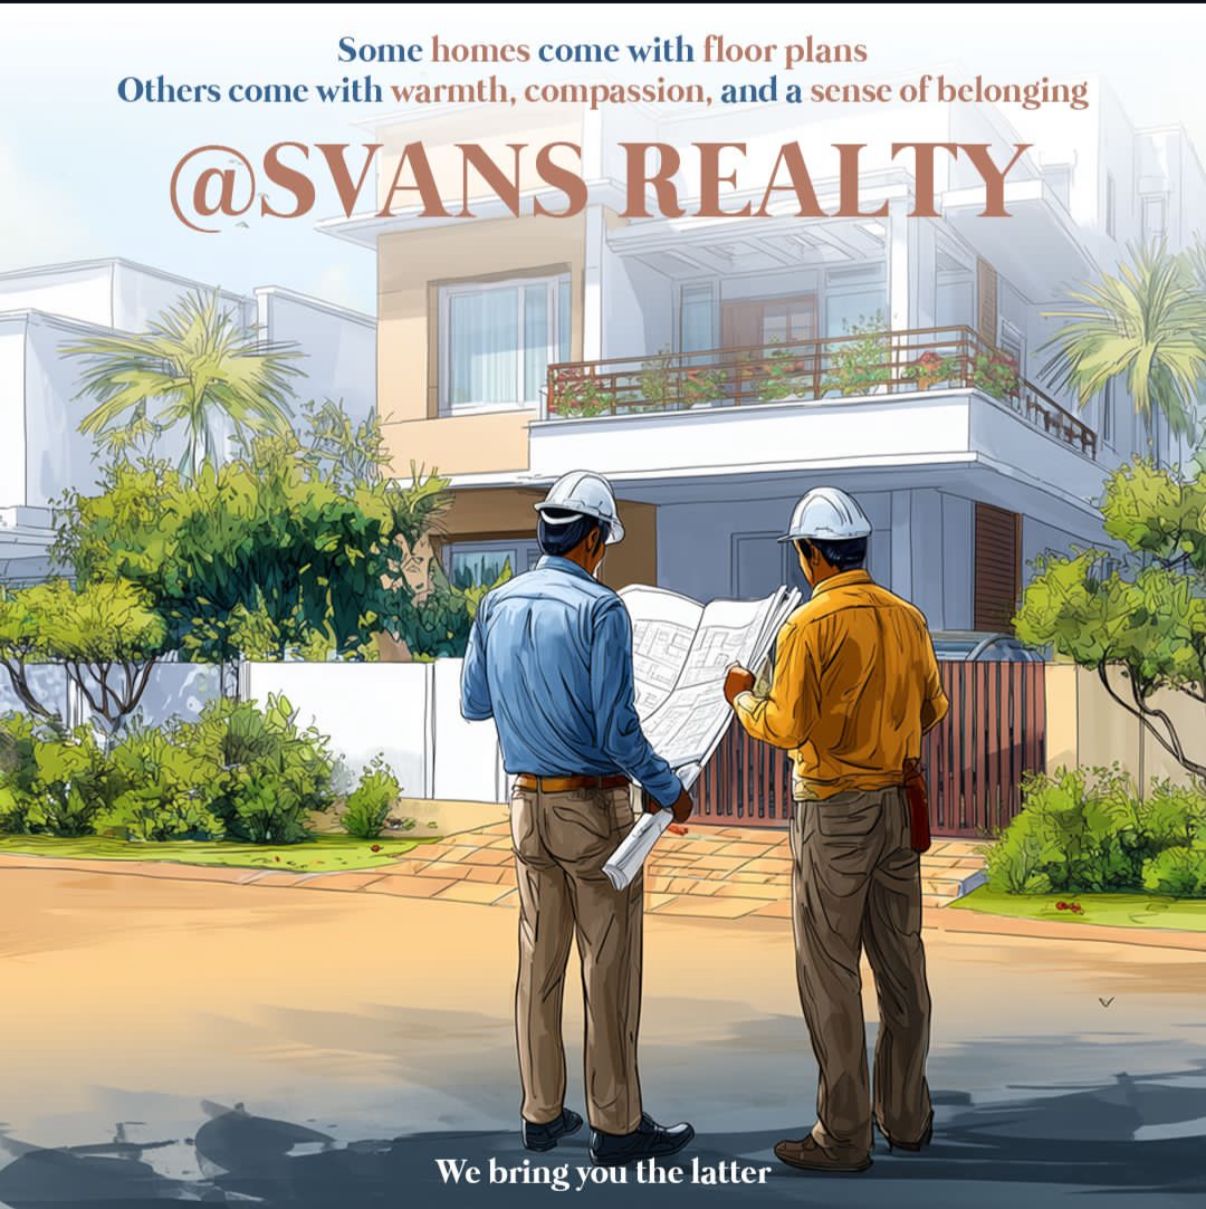 Some homes come with floor plans
Others come with warmth, compassion, and a sense of belonging
@SVANS REALTY
We bring you the latter